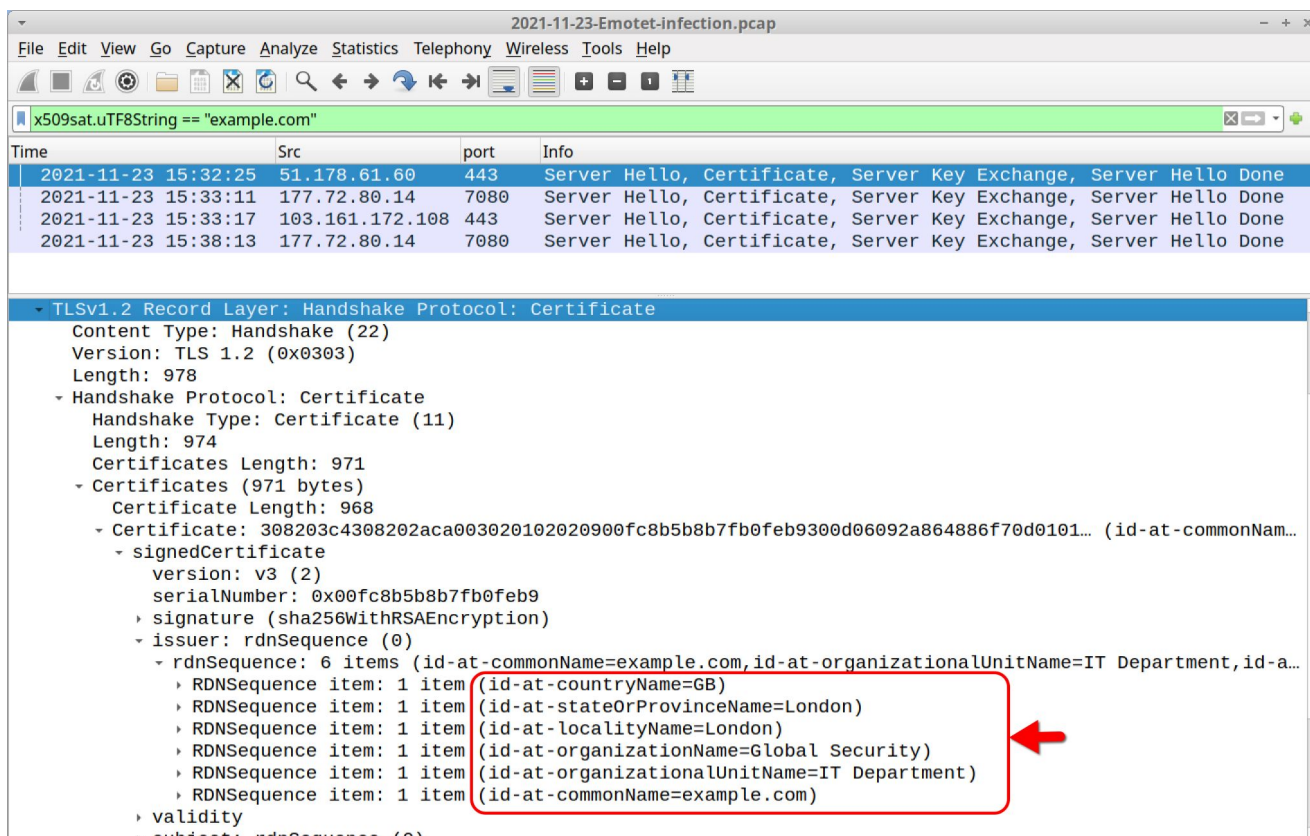 2021-11-23-Emotet-infection.pcap
File Edit View Go Capture Analyze Statistics Telephony Wireless Tools Help
x509sat.uTF8String == "example.com"
Time Src port Info
2021-11-23 15:32:25 51.178.61.60 443 Server Hello, Certificate, Server Key Exchange, Server Hello Done
2021-11-23 15:33:11 177.72.80.14 7080 Server Hello, Certificate, Server Key Exchange, Server Hello Done
2021-11-23 15:33:17 103.161.172.108 443 Server Hello, Certificate, Server Key Exchange, Server Hello Done
2021-11-23 15:38:13 177.72.80.14 7080 Server Hello, Certificate, Server Key Exchange, Server Hello Done
TLSv1.2 Record Layer: Handshake Protocol: Certificate
Content Type: Handshake (22)
Version: TLS 1.2 (0x0303)
Length: 978
Handshake Protocol: Certificate
Handshake Type: Certificate (11)
Length: 974
Certificates Length: 971
Certificates (971 bytes)
Certificate Length: 968
Certificate: 308203c4308202aca003020102020900fc8b5b8b7fb0feb9300d06092a864886f70d0101… (id-at-commonNam…
signedCertificate
version: v3 (2)
serialNumber: 0x00fc8b5b8b7fb0feb9
signature (sha256WithRSAEncryption)
issuer: rdnSequence (0)
rdnSequence: 6 items (id-at-commonName=example.com,id-at-organizationalUnitName=IT Department,id-a…
RDNSequence item: 1 item (id-at-countryName=GB)
RDNSequence item: 1 item (id-at-stateOrProvinceName=London)
RDNSequence item: 1 item (id-at-localityName=London)
RDNSequence item: 1 item (id-at-organizationName=Global Security)
RDNSequence item: 1 item (id-at-organizationalUnitName=IT Department)
RDNSequence item: 1 item (id-at-commonName=example.com)
validity